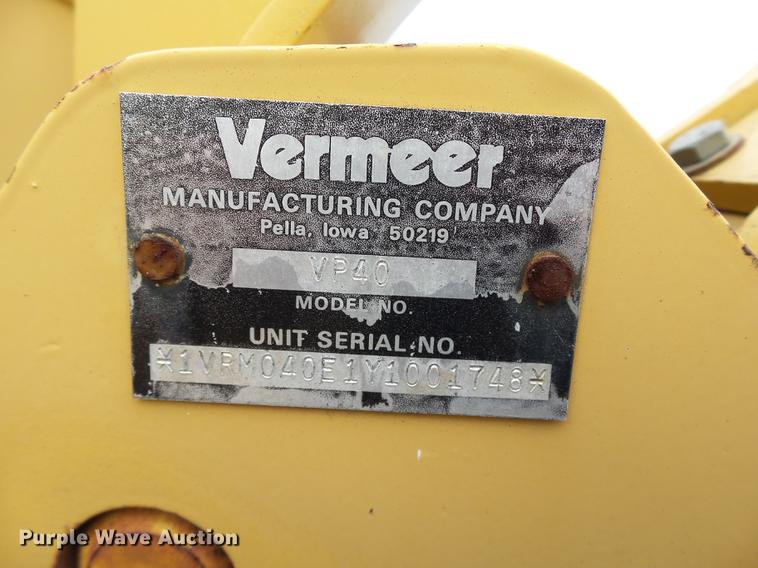 Vermeer
MANUFACTURING COMPANY
Pella, Iowa 50219
VP40
MODEL NO.
UNIT SERIAL NO.
*1VRM040E1Y1001748*
Purple Wave Auction